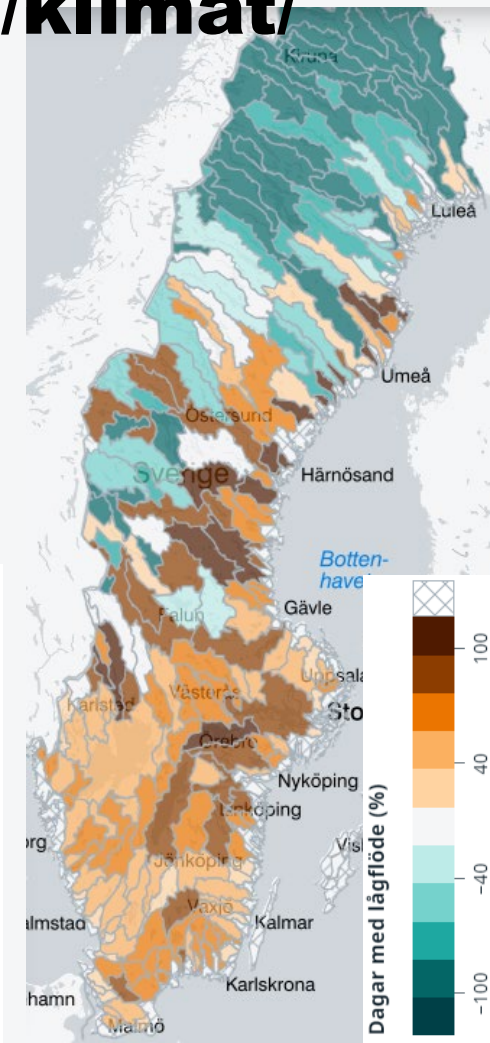 /klimat/
Kiruna
Luleå
Umeå
Östersund
Sverige
Härnösand
Botten-
havet
Gävle
Falun
Uppsala
Västerås
Karlstad
Sto
Örebro
Nyköping
Linköping
Vis
org
Jönköping
Växjö
almstad
Kalmar
Karlskrona
hamn
Malmö
Dagar med lågflöde (%)
100
40
-40
-100